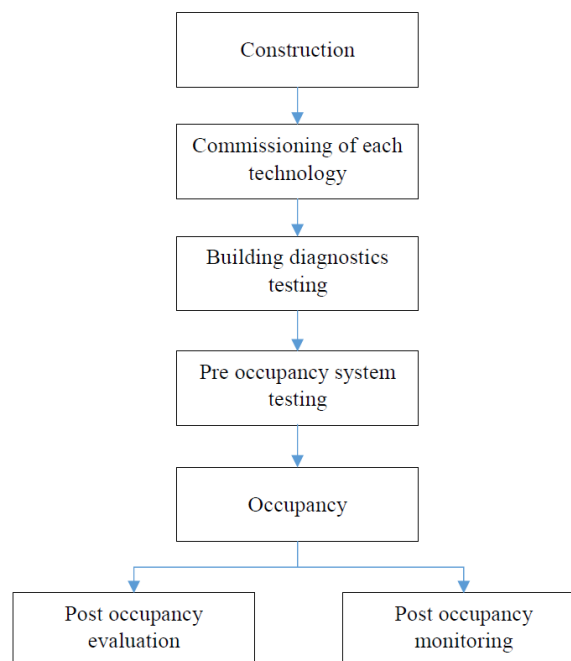 Construction
Commissioning of each
technology
Building diagnostics
testing
Pre occupancy system
testing
Occupancy
Post occupancy
evaluation
Post occupancy
monitoring